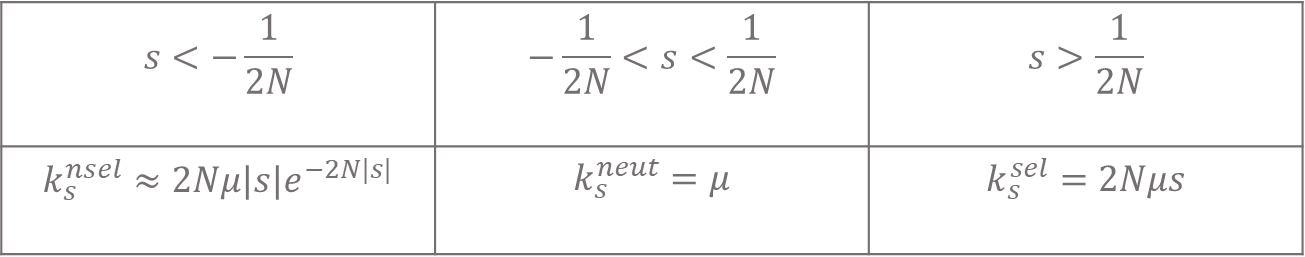 s < −1/2N
−1/2N < s < 1/2N
s > 1/2N
k_s^{nsel} ≈ 2Nμ|s|e^{−2N|s|}
k_s^{neut} = μ
k_s^{sel} = 2Nμs